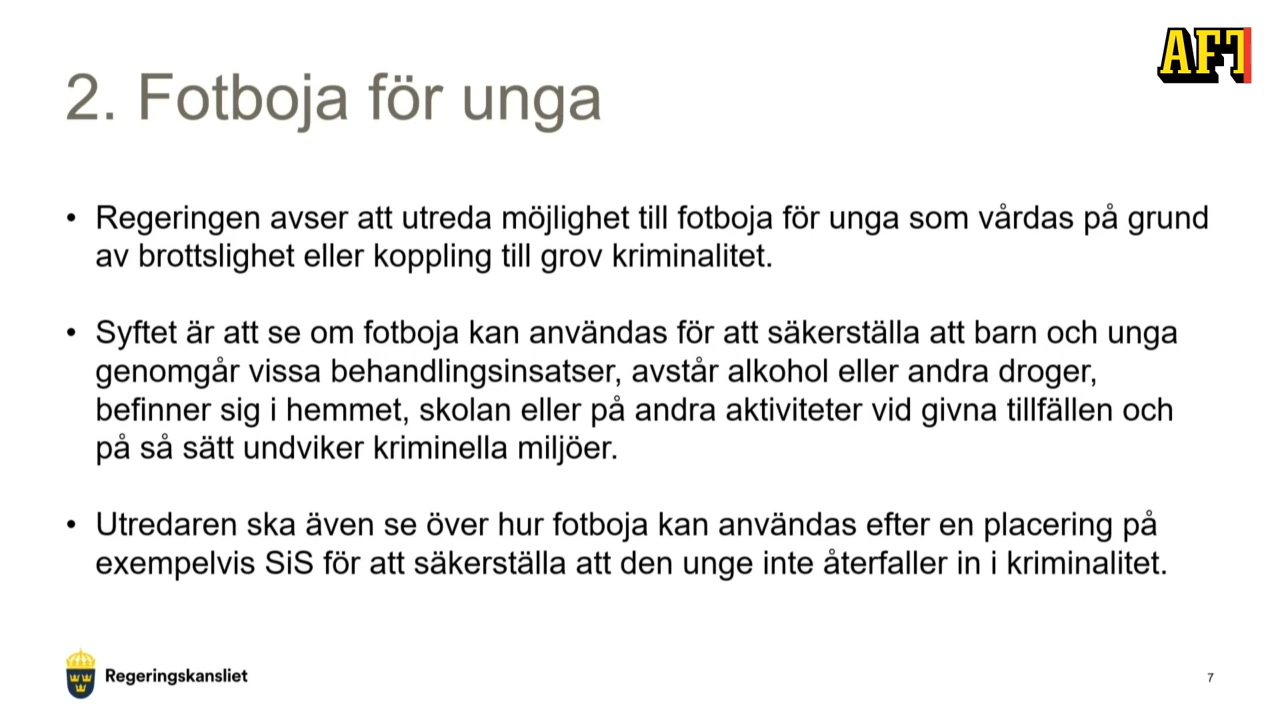 AFT
2. Fotboja för unga
• Regeringen avser att utreda möjlighet till fotboja för unga som vårdas på grund
av brottslighet eller koppling till grov kriminalitet.
• Syftet är att se om fotboja kan användas för att säkerställa att barn och unga
genomgår vissa behandlingsinsatser, avstår alkohol eller andra droger,
befinner sig i hemmet, skolan eller på andra aktiviteter vid givna tillfällen och
på så sätt undviker kriminella miljöer.
• Utredaren ska även se över hur fotboja kan användas efter en placering på
exempelvis SiS för att säkerställa att den unge inte återfaller in i kriminalitet.
Regeringskansliet
7